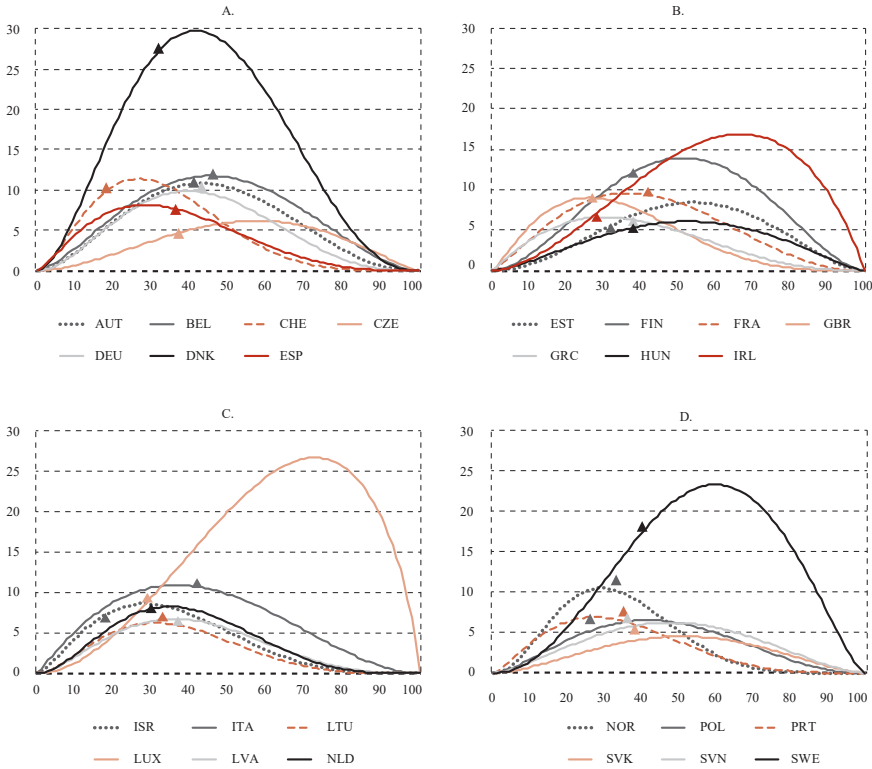 A.
30
25
20
15
10
5
0
0 10 20 30 40 50 60 70 80 90 100
AUT BEL CHE CZE
DEU DNK ESP
B.
30
25
20
15
10
5
0
0 10 20 30 40 50 60 70 80 90 100
EST FIN FRA GBR
GRC HUN IRL
C.
30
25
20
15
10
5
0
0 10 20 30 40 50 60 70 80 90 100
ISR ITA LTU
LUX LVA NLD
D.
30
25
20
15
10
5
0
0 10 20 30 40 50 60 70 80 90 100
NOR POL PRT
SVK SVN SWE